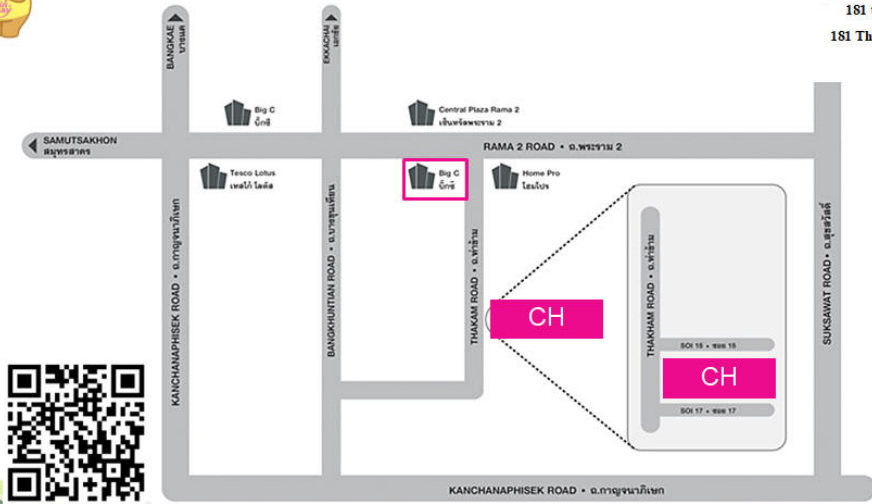 181
181 Th
BANGKAE
บางแค
EKKACHAI
เอกชัย
Big C
บิ๊กซี
Central Plaza Rama 2
เซ็นทรัลพระราม 2
SAMUTSAKHON
สมุทรสาคร
RAMA 2 ROAD • ถ.พระราม 2
Tesco Lotus
เทสโก้ โลตัส
Big C
บิ๊กซี
Home Pro
โฮมโปร
KANCHANAPHISEK ROAD • ถ.กาญจนาภิเษก
BANGKHUNTIAN ROAD • ถ.บางขุนเทียน
THAKAM ROAD • ถ.ท่าข้าม
CH
THAKHAM ROAD • ถ.ท่าข้าม
SOI 15 • ซอย 15
CH
SOI 17 • ซอย 17
SUKSAWAT ROAD • ถ.สุขสวัสดิ์
KANCHANAPHISEK ROAD • ถ.กาญจนาภิเษก